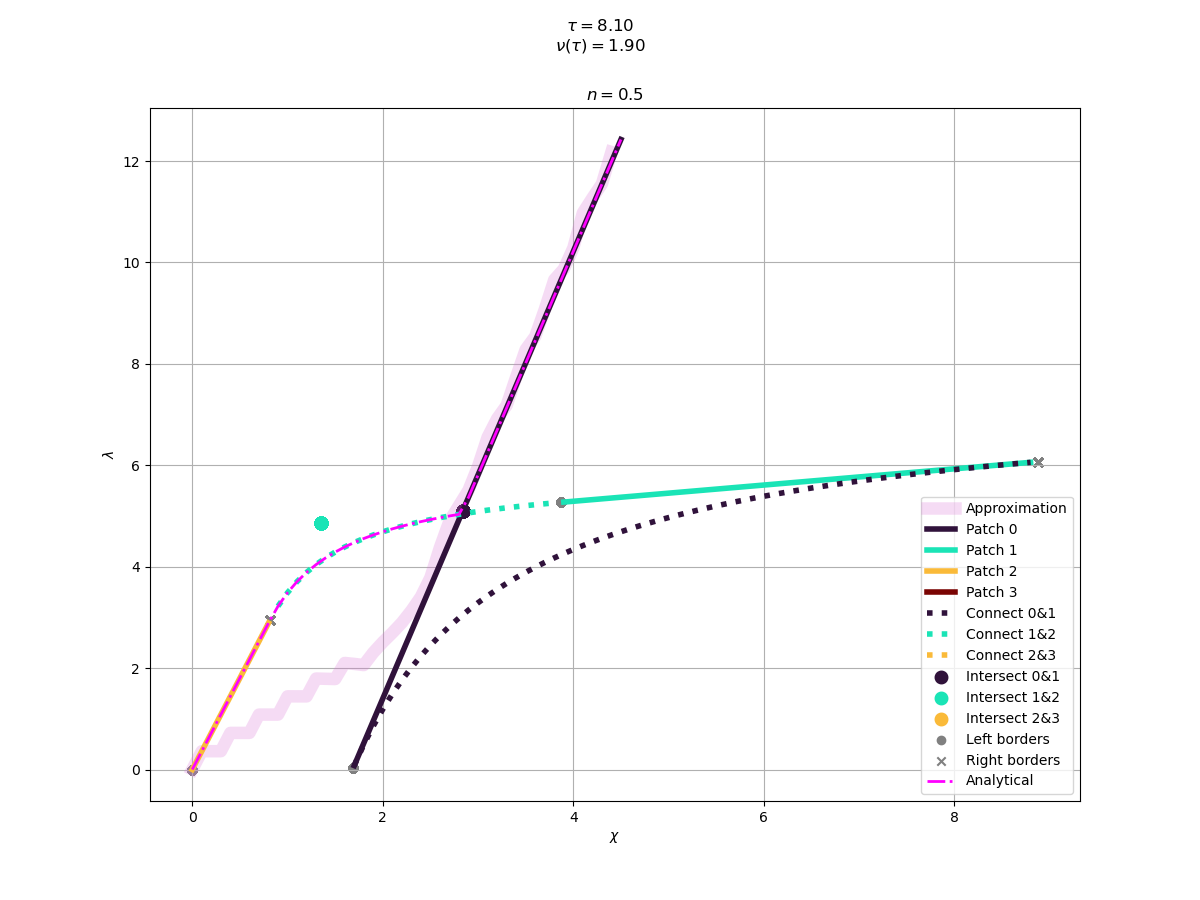 τ = 8.10
ν(τ) = 1.90
n = 0.5
12
10
8
6
4
2
0
λ
0
2
4
6
8
χ
Approximation
Patch 0
Patch 1
Patch 2
Patch 3
Connect 0&1
Connect 1&2
Connect 2&3
Intersect 0&1
Intersect 1&2
Intersect 2&3
Left borders
Right borders
Analytical